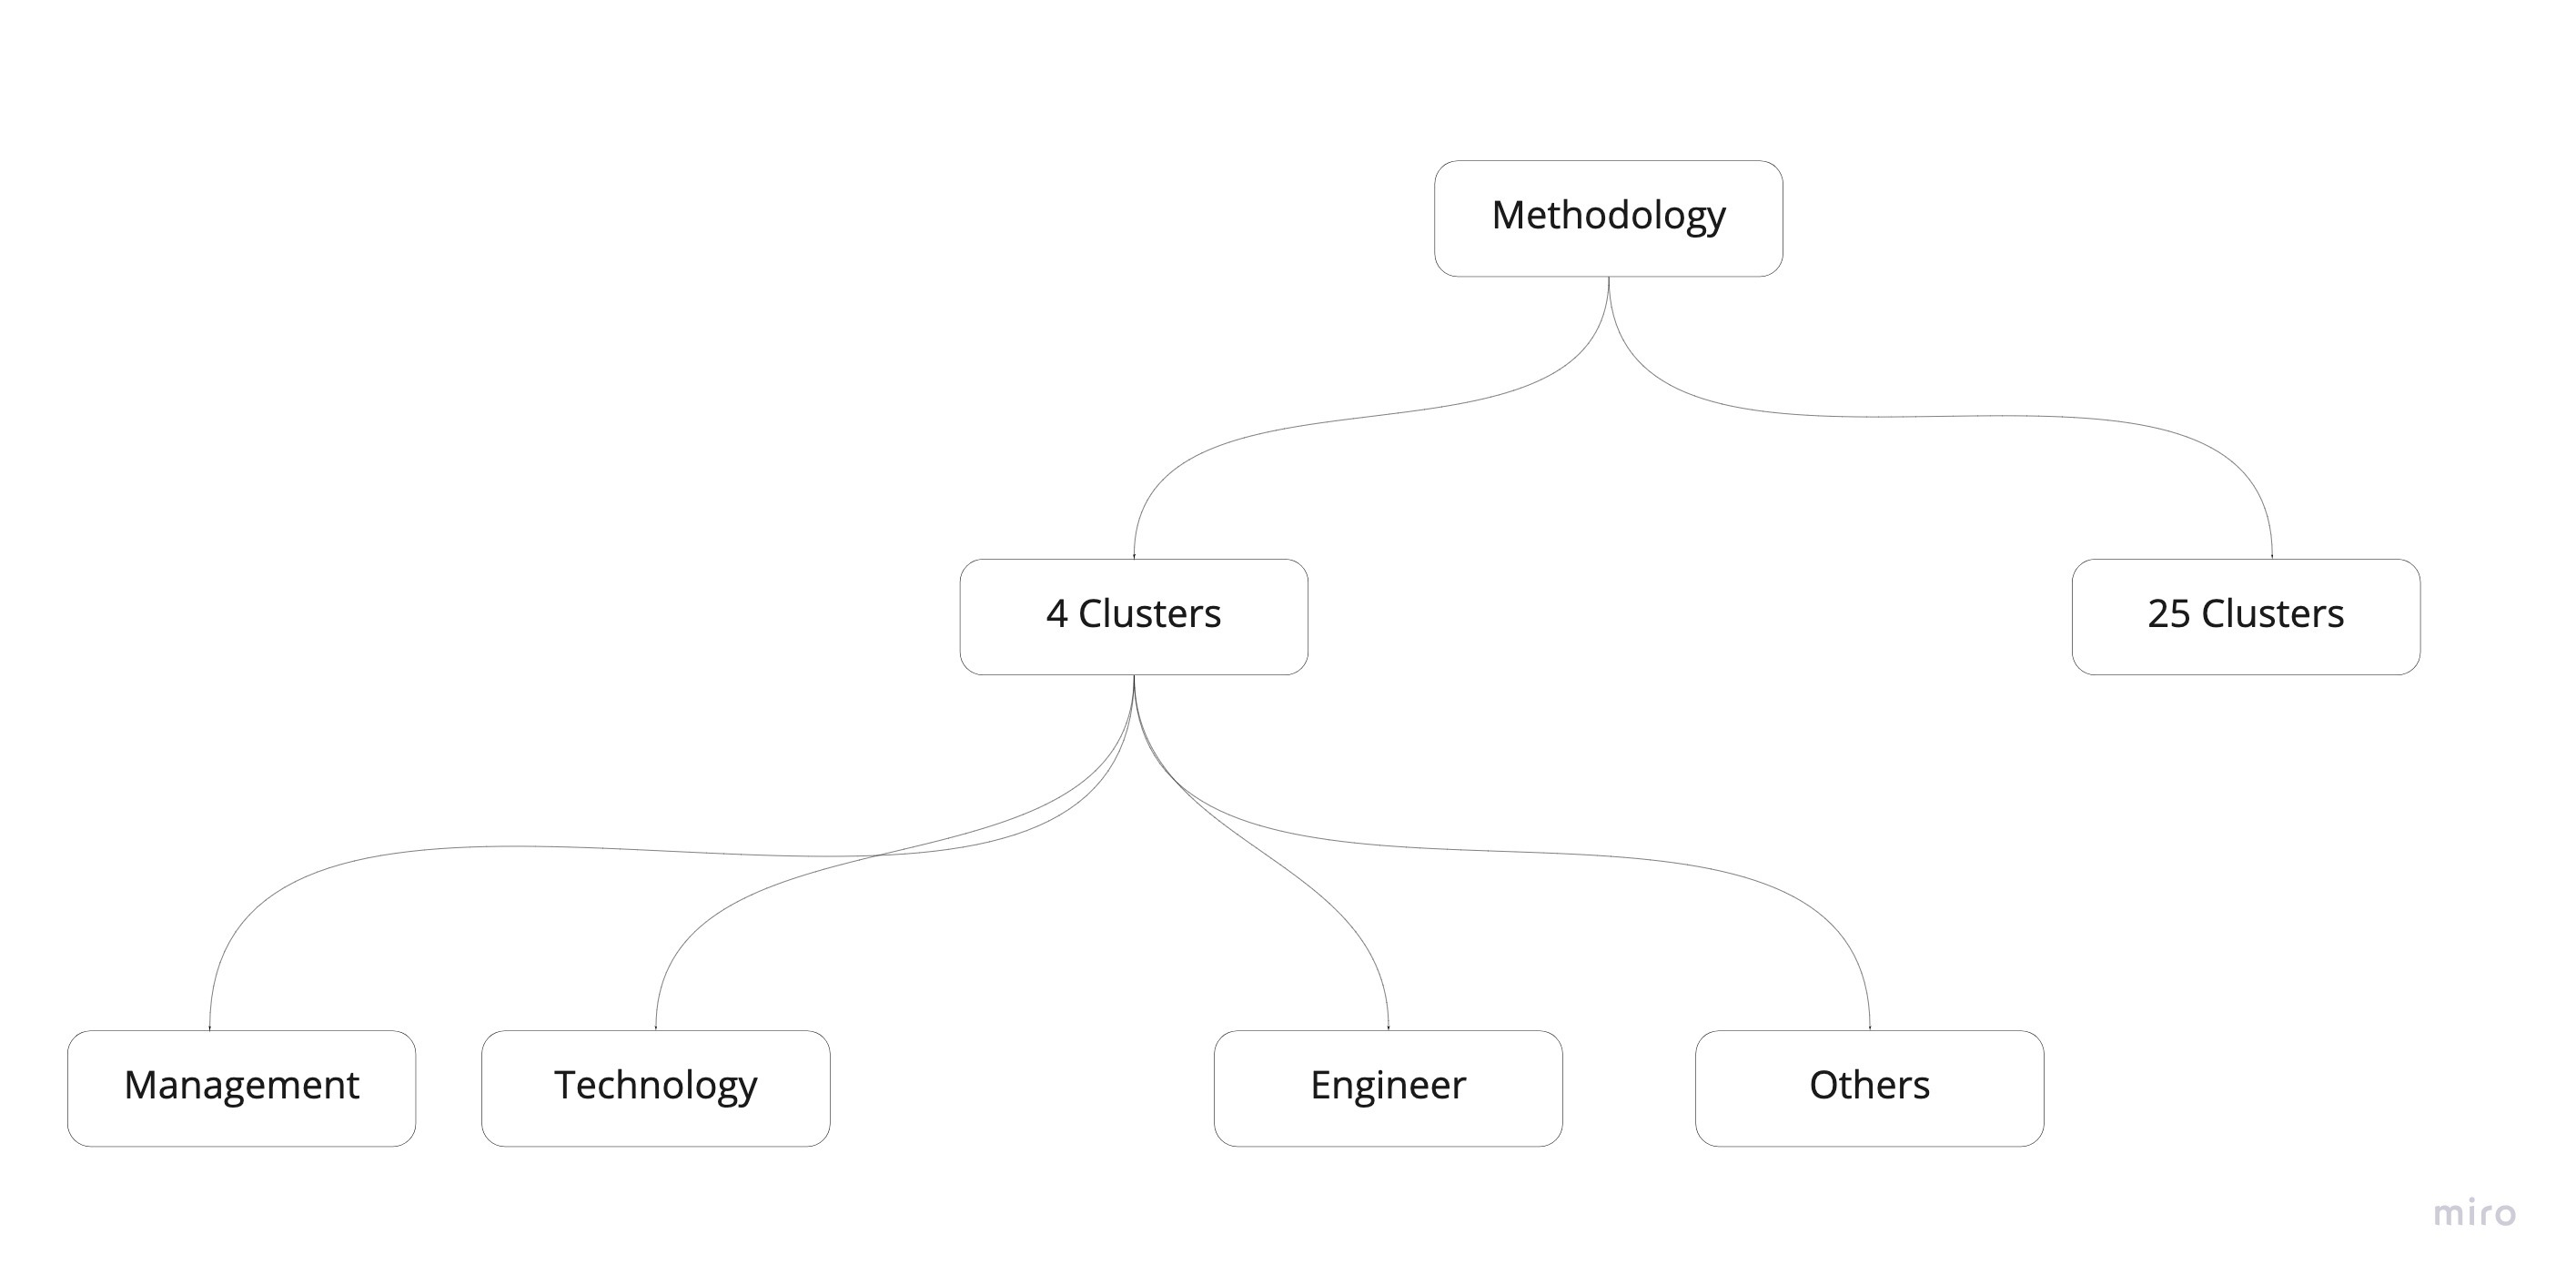 Methodology
4 Clusters
25 Clusters
Management
Technology
Engineer
Others
miro